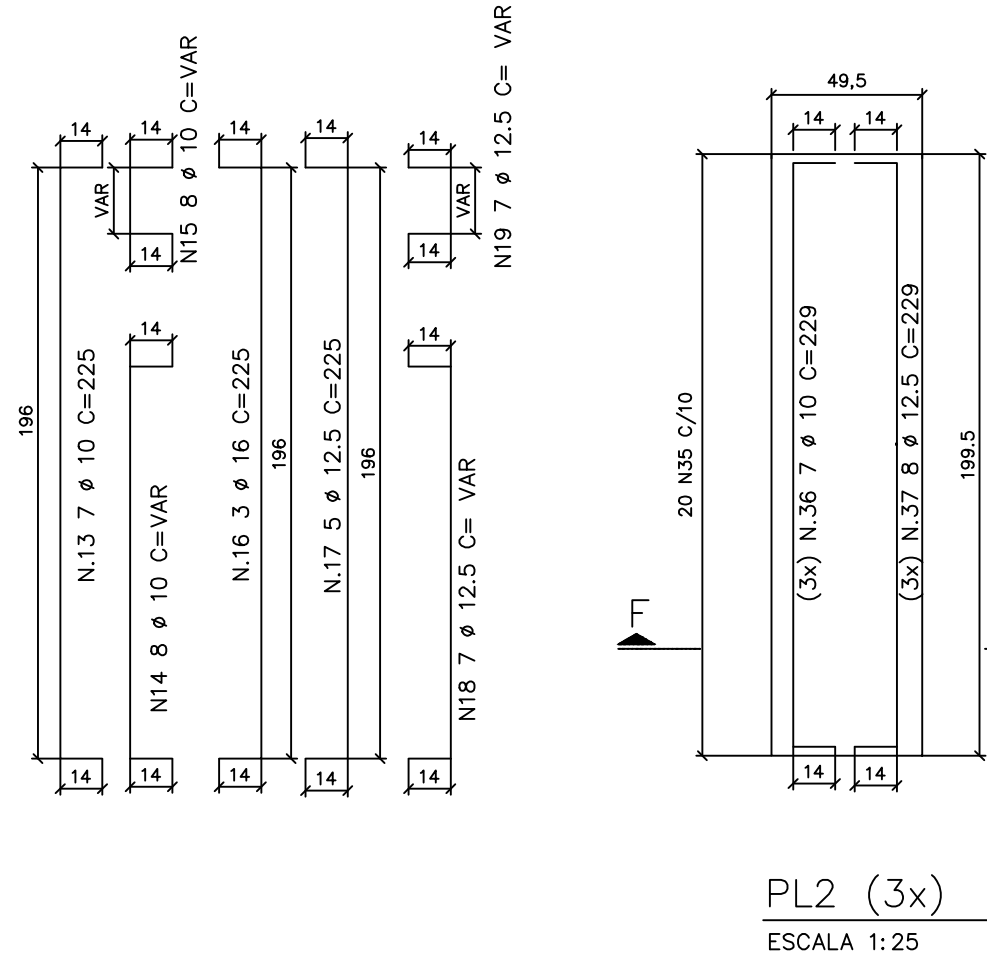 14
14
14
14
14
VAR
N15 8 ø 10 C=VAR
VAR
N19 7 ø 12.5 C= VAR
14
14
14
14
196
N.13 7 ø 10 C=225
N14 8 ø 10 C=VAR
N.16 3 ø 16 C=225
196
N.17 5 ø 12.5 C=225
196
N18 7 ø 12.5 C= VAR
14
14
14
14
14
49,5
14
14
20 N35 C/10
(3x) N.36 7 ø 10 C=229
(3x) N.37 8 ø 12.5 C=229
199.5
F
14
14
PL2 (3x)
ESCALA 1:25